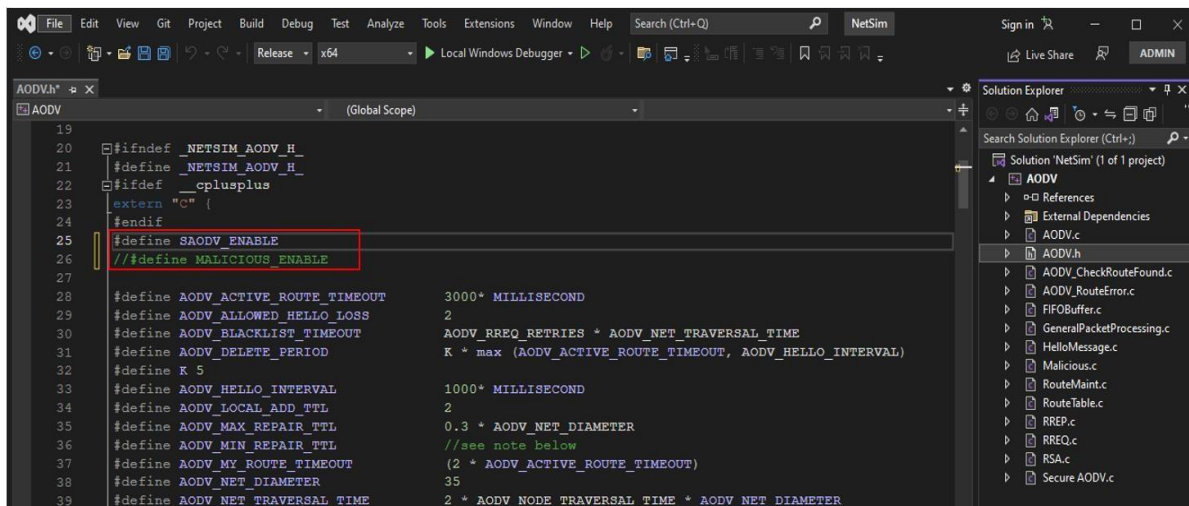 File Edit View Git Project Build Debug Test Analyze Tools Extensions Window Help Search (Ctrl+Q) NetSim Sign in
Release x64 Local Windows Debugger Live Share ADMIN
AODV.h*
AODV (Global Scope)
19
20 #ifndef _NETSIM_AODV_H_
21 #define _NETSIM_AODV_H_
22 #ifdef __cplusplus
23 extern "C" {
24 #endif
25 #define SAODV_ENABLE
26 //#define MALICIOUS_ENABLE
27
28 #define AODV_ACTIVE_ROUTE_TIMEOUT 3000* MILLISECOND
29 #define AODV_ALLOWED_HELLO_LOSS 2
30 #define AODV_BLACKLIST_TIMEOUT AODV_RREQ_RETRIES * AODV_NET_TRAVERSAL_TIME
31 #define AODV_DELETE_PERIOD K * max (AODV_ACTIVE_ROUTE_TIMEOUT, AODV_HELLO_INTERVAL)
32 #define K 5
33 #define AODV_HELLO_INTERVAL 1000* MILLISECOND
34 #define AODV_LOCAL_ADD_TTL 2
35 #define AODV_MAX_REPAIR_TTL 0.3 * AODV_NET_DIAMETER
36 #define AODV_MIN_REPAIR_TTL //see note below
37 #define AODV_MY_ROUTE_TIMEOUT (2 * AODV_ACTIVE_ROUTE_TIMEOUT)
38 #define AODV_NET_DIAMETER 35
39 #define AODV_NET_TRAVERSAL_TIME 2 * AODV_NODE_TRAVERSAL_TIME * AODV_NET_DIAMETER
Solution Explorer
Search Solution Explorer (Ctrl+;)
Solution 'NetSim' (1 of 1 project)
AODV
References
External Dependencies
AODV.c
AODV.h
AODV_CheckRouteFound.c
AODV_RouteError.c
FIFOBuffer.c
GeneralPacketProcessing.c
HelloMessage.c
Malicious.c
RouteMaint.c
RouteTable.c
RREP.c
RREQ.c
RSA.c
Secure AODV.c